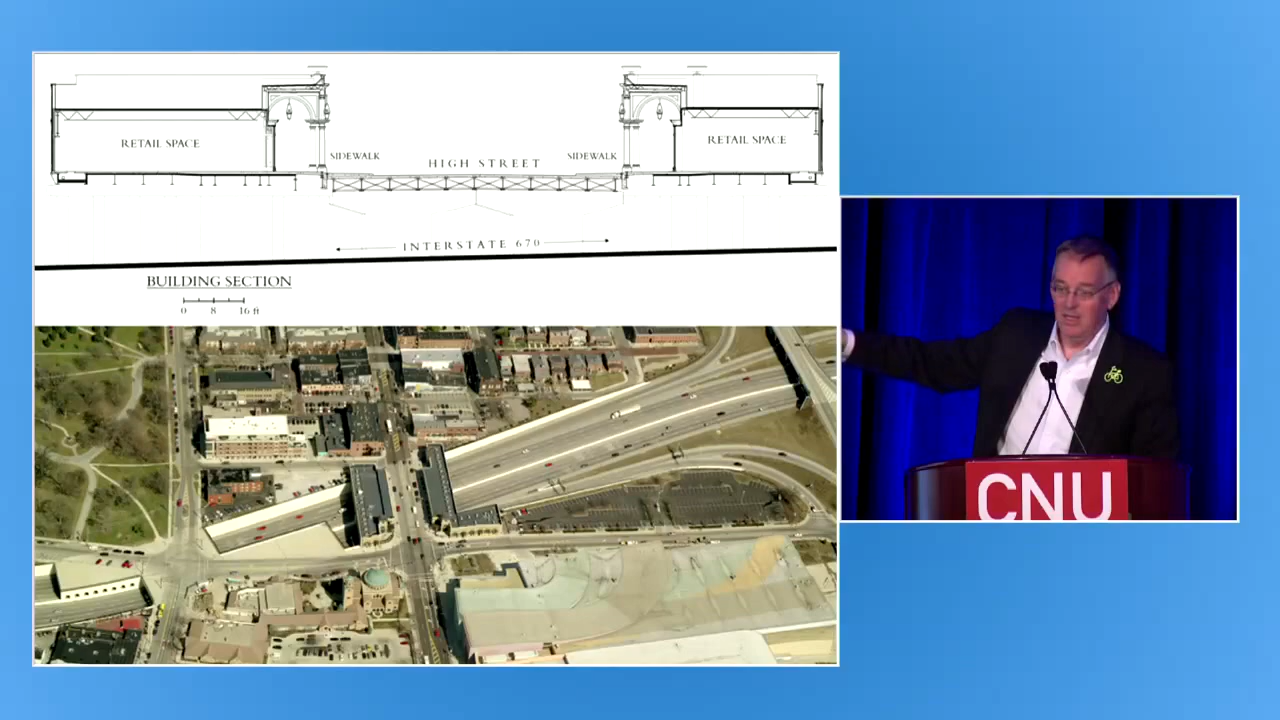 RETAIL SPACE
RETAIL SPACE
SIDEWALK
HIGH STREET
SIDEWALK
INTERSTATE 670
BUILDING SECTION
0 8 16 ft
CNU